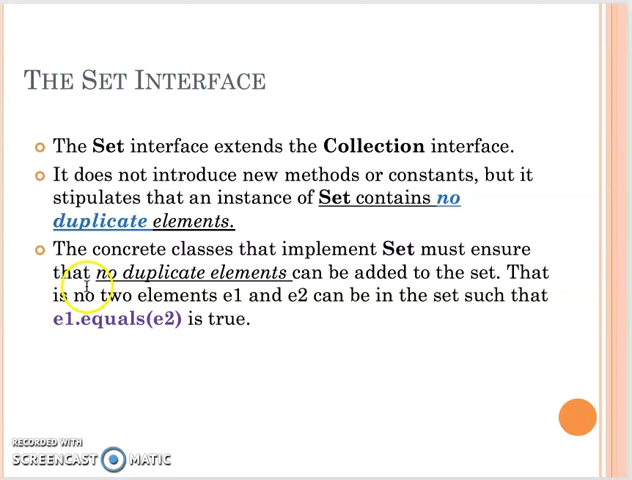 THE SET INTERFACE
The Set interface extends the Collection interface.
It does not introduce new methods or constants, but it
stipulates that an instance of Set contains no
duplicate elements.
The concrete classes that implement Set must ensure
that no duplicate elements can be added to the set. That
is no two elements e1 and e2 can be in the set such that
e1.equals(e2) is true.
RECORDED WITH
SCREENCAST MATIC